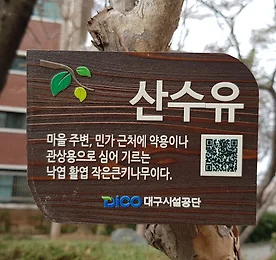 산수유
마을 주변, 민가 근처에 약용이나
관상용으로 심어 기르는
낙엽 활엽 작은큰키나무이다.
DICO 대구시설공단